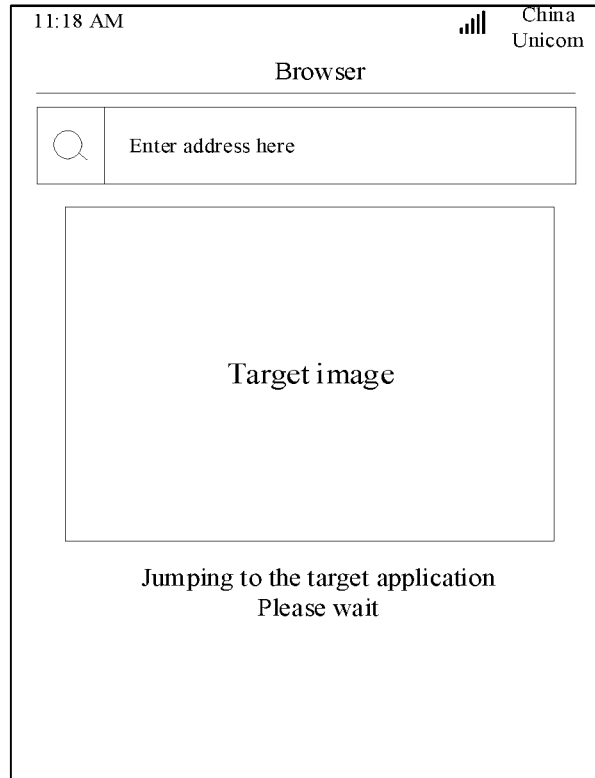 11:18 AM
China
Unicom
Browser
Enter address here
Target image
Jumping to the target application
Please wait